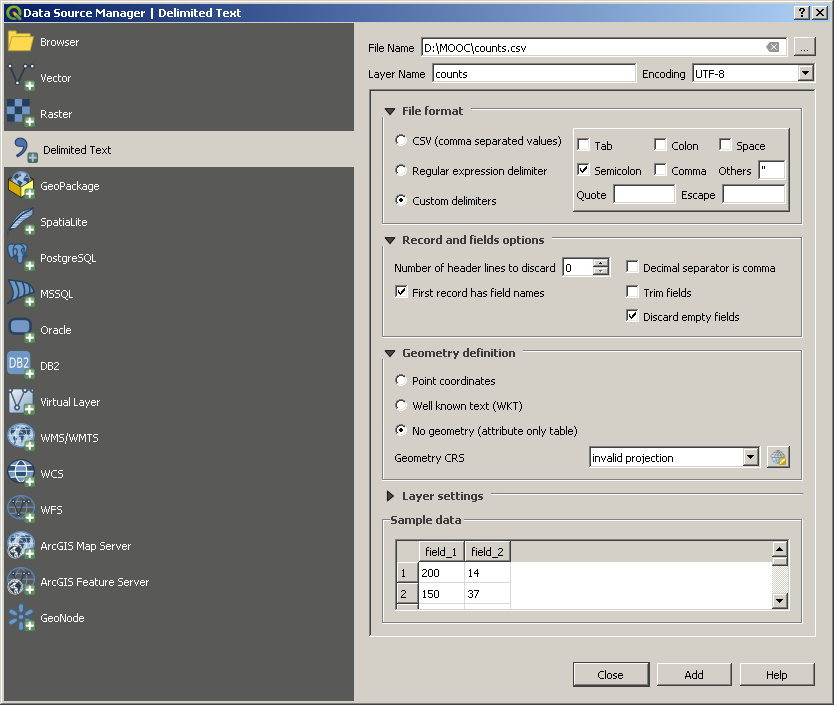 Data Source Manager | Delimited Text
Browser
Vector
Raster
Delimited Text
GeoPackage
SpatiaLite
PostgreSQL
MSSQL
Oracle
DB2 DB2
Virtual Layer
WMS/WMTS
WCS
WFS
ArcGIS Map Server
ArcGIS Feature Server
GeoNode
File Name D:\MOOC\counts.csv ...
Layer Name counts Encoding UTF-8
File format
CSV (comma separated values)
Regular expression delimiter
Custom delimiters
Tab Colon Space
Semicolon Comma Others "
Quote Escape
Record and fields options
Number of header lines to discard 0 Decimal separator is comma
First record has field names Trim fields
Discard empty fields
Geometry definition
Point coordinates
Well known text (WKT)
No geometry (attribute only table)
Geometry CRS invalid projection
Layer settings
Sample data
field_1 field_2
1 200 14
2 150 37
Close Add Help